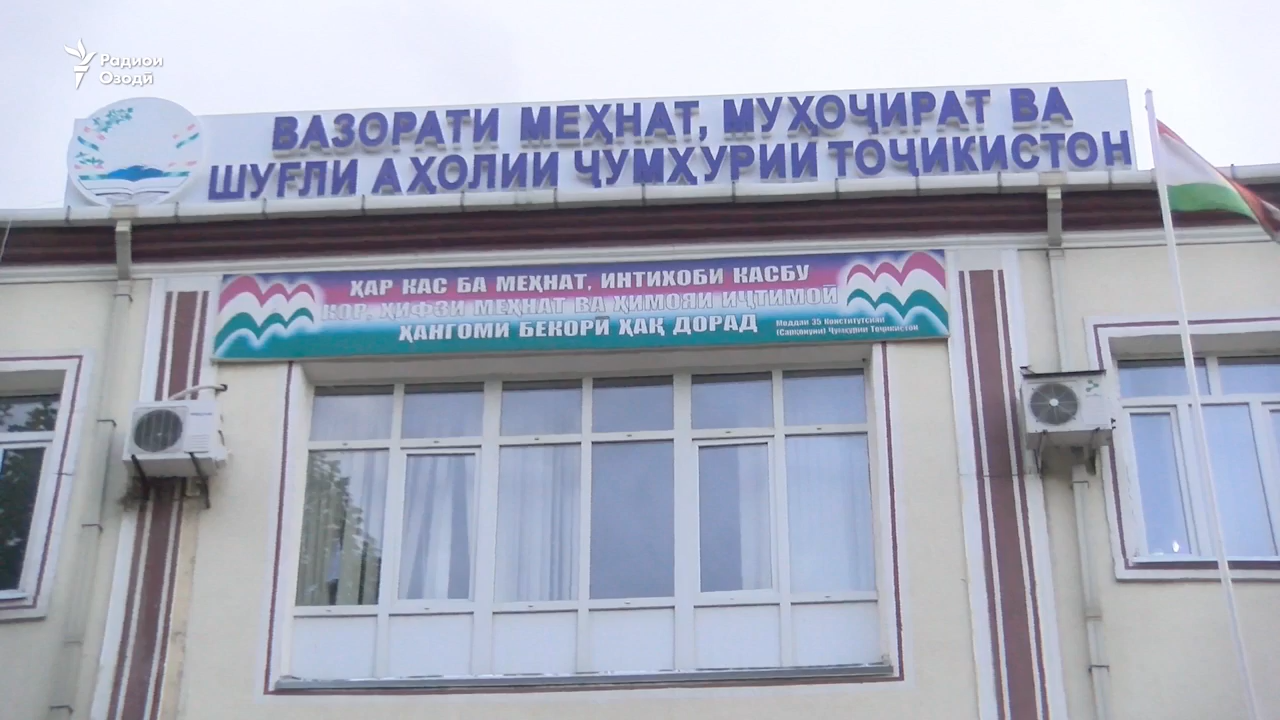 Радиои
Озодӣ
ВАЗОРАТИ МЕҲНАТ, МУҲОҶИРАТ ВА
ШУҒЛИ АҲОЛИИ ҶУМҲУРИИ ТОҶИКИСТОН
ҲАР КАС БА МЕҲНАТ, ИНТИХОБИ КАСБУ
КОР, ҲИФЗИ МЕҲНАТ ВА ҲИМОЯИ ИҶТИМОӢ
ҲАНГОМИ БЕКОРӢ ҲАҚ ДОРАД
Моддаи 35 Конститутсияи
(Сарқонуни) Ҷумҳурии Тоҷикистон